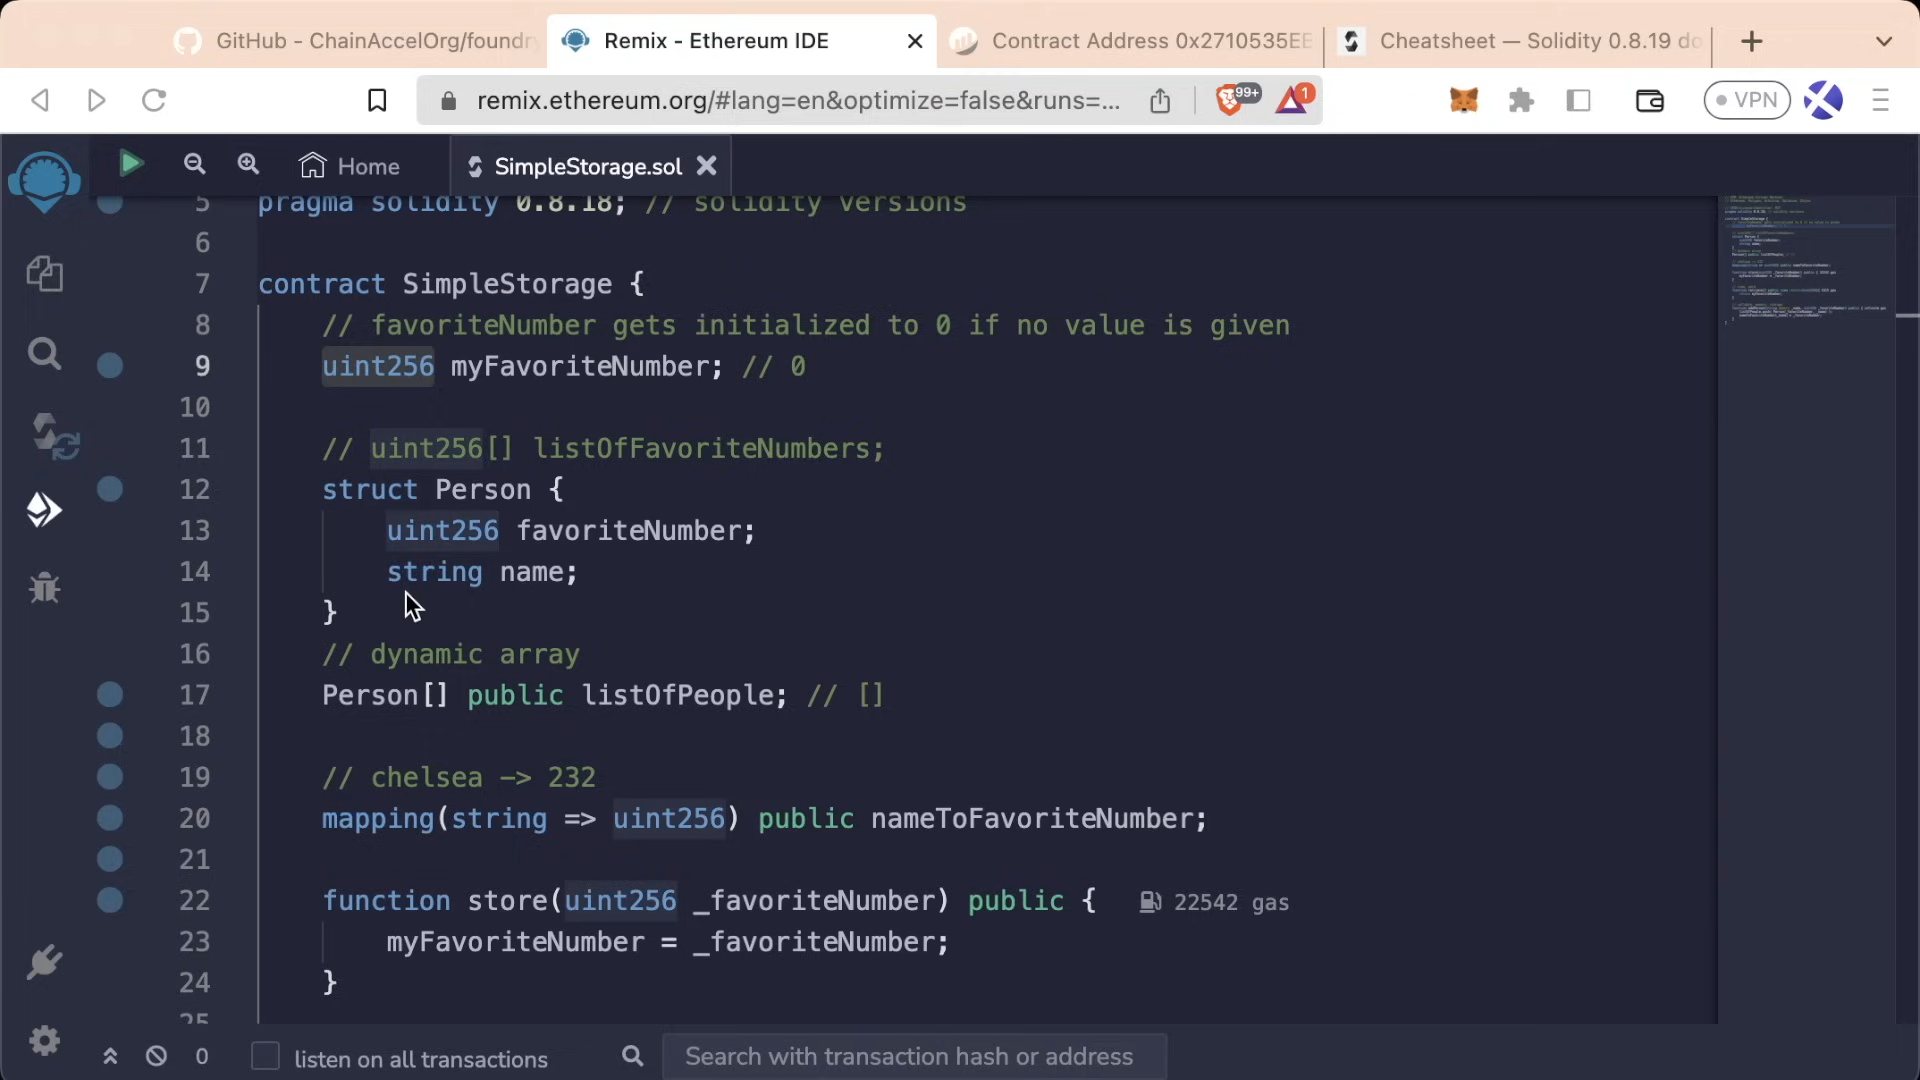 GitHub - ChainAccelOrg/foundry
Remix - Ethereum IDE
Contract Address 0x2710535EE
Cheatsheet — Solidity 0.8.19 do
remix.ethereum.org/#lang=en&optimize=false&runs=...
99+
1
VPN
Home
SimpleStorage.sol
5 pragma solidity 0.8.18; // solidity versions
6
7 contract SimpleStorage {
8 // favoriteNumber gets initialized to 0 if no value is given
9 uint256 myFavoriteNumber; // 0
10
11 // uint256[] listOfFavoriteNumbers;
12 struct Person {
13 uint256 favoriteNumber;
14 string name;
15 }
16 // dynamic array
17 Person[] public listOfPeople; // []
18
19 // chelsea -> 232
20 mapping(string => uint256) public nameToFavoriteNumber;
21
22 function store(uint256 _favoriteNumber) public { 22542 gas
23 myFavoriteNumber = _favoriteNumber;
24 }
25
0 listen on all transactions Search with transaction hash or address